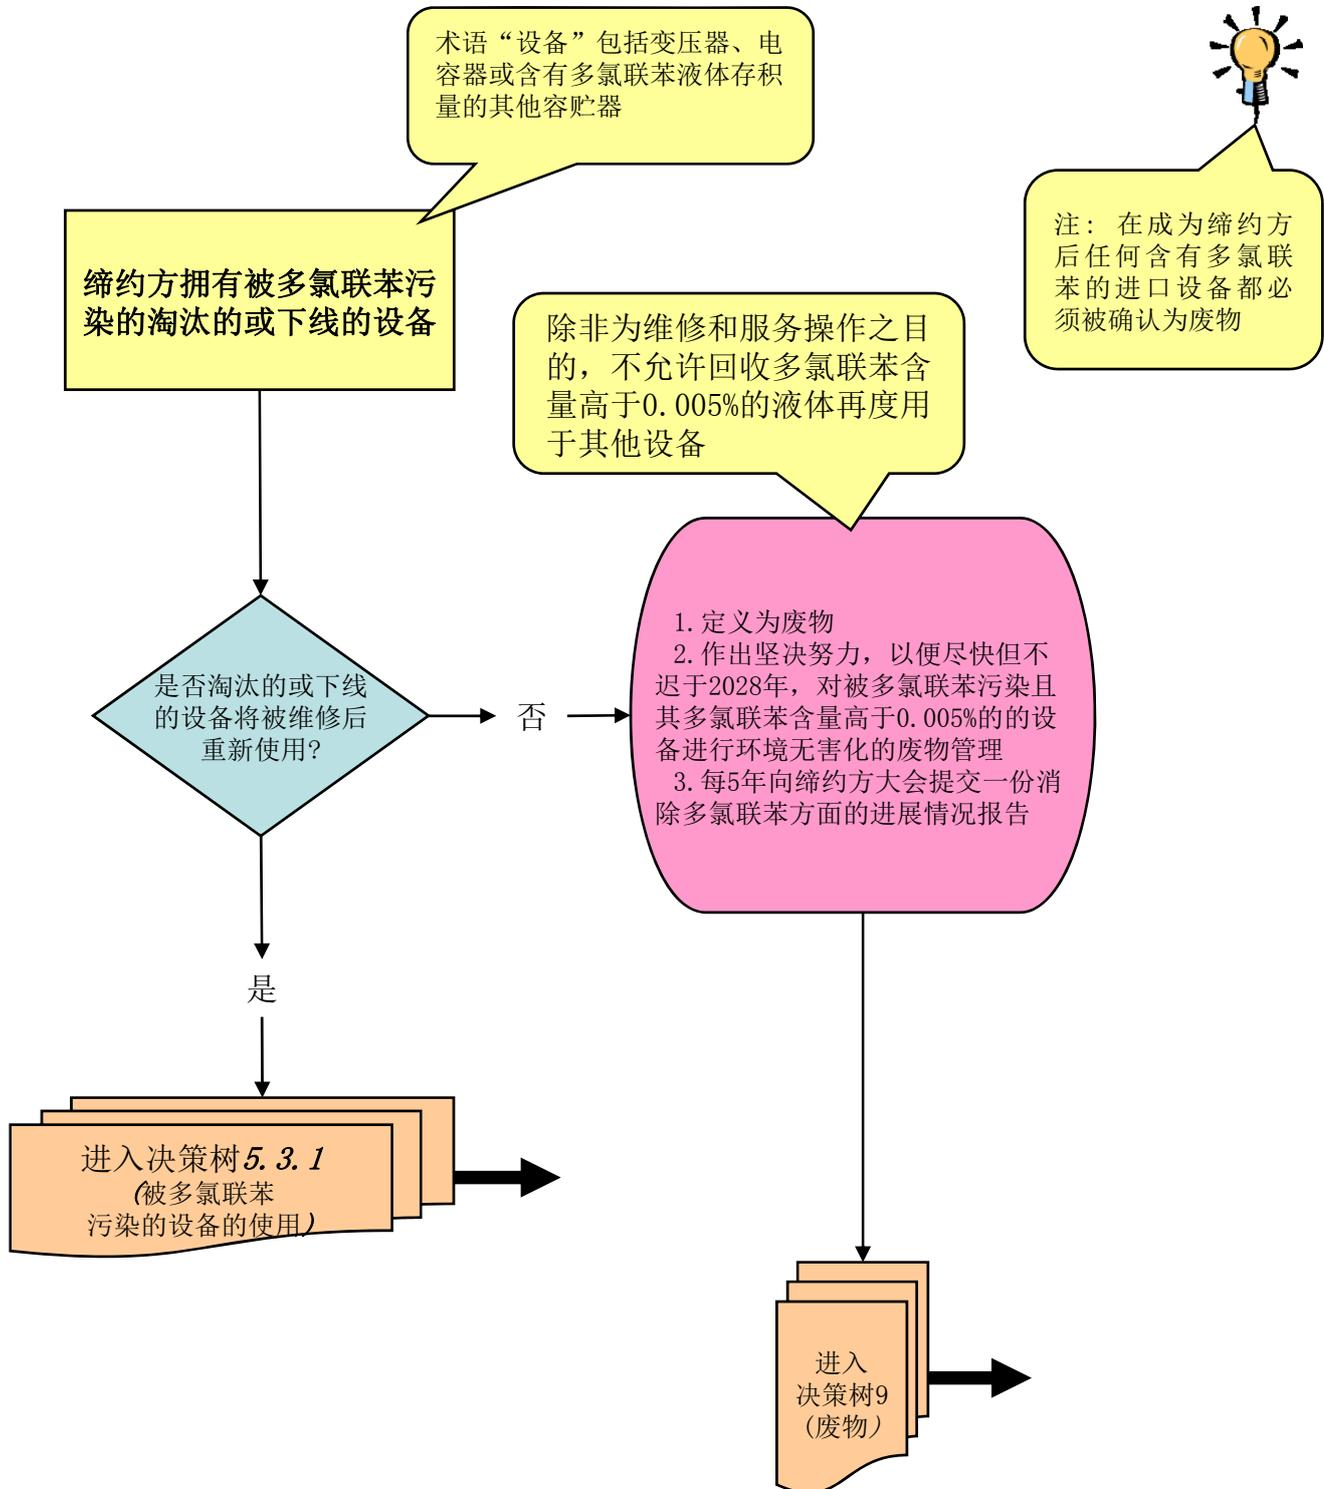 术语“设备”包括变压器、电
容器或含有多氯联苯液体存积
量的其他容贮器
注: 在成为缔约方
后任何含有多氯联
苯的进口设备都必
须被确认为废物
缔约方拥有被多氯联苯污
染的淘汰的或下线的设备
除非为维修和服务操作之目
的，不允许回收多氯联苯含
量高于0.005%的液体再度用
于其他设备
是否淘汰的或下线
的设备将被维修后
重新使用?
否
1.定义为废物
2.作出坚决努力，以便尽快但不
迟于2028年，对被多氯联苯污染且
其多氯联苯含量高于0.005%的的设
备进行环境无害化的废物管理
3.每5年向缔约方大会提交一份消
除多氯联苯方面的进展情况报告
是
进入决策树5.3.1
(被多氯联苯
污染的设备的使用)
进入
决策树9
(废物)